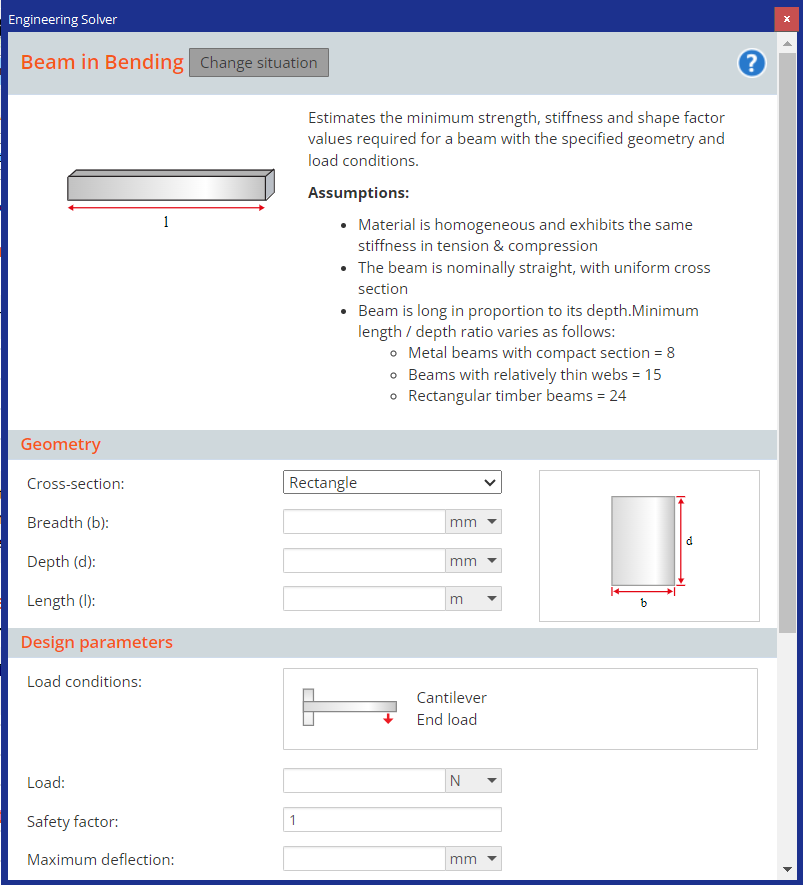 Engineering Solver
x
Beam in Bending
Change situation
?
Estimates the minimum strength, stiffness and shape factor
values required for a beam with the specified geometry and
load conditions.
Assumptions:
l
• Material is homogeneous and exhibits the same
stiffness in tension & compression
• The beam is nominally straight, with uniform cross
section
• Beam is long in proportion to its depth.Minimum
length / depth ratio varies as follows:
○ Metal beams with compact section = 8
○ Beams with relatively thin webs = 15
○ Rectangular timber beams = 24
Geometry
Cross-section:
Rectangle
Breadth (b):
mm
Depth (d):
mm
Length (l):
m
d
b
Design parameters
Load conditions:
Cantilever
End load
Load:
N
Safety factor:
1
Maximum deflection:
mm